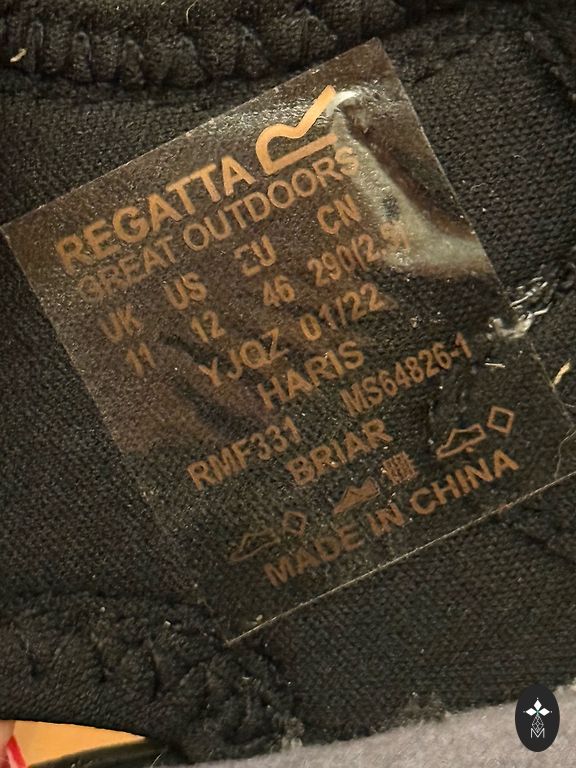 REGATTA
GREAT OUTDOORS
UK US EU CN
11 12 46 290(2.5)
YJQZ 01/22
HARIS
RMF331 MS64826-1
BRIAR
MADE IN CHINA
M